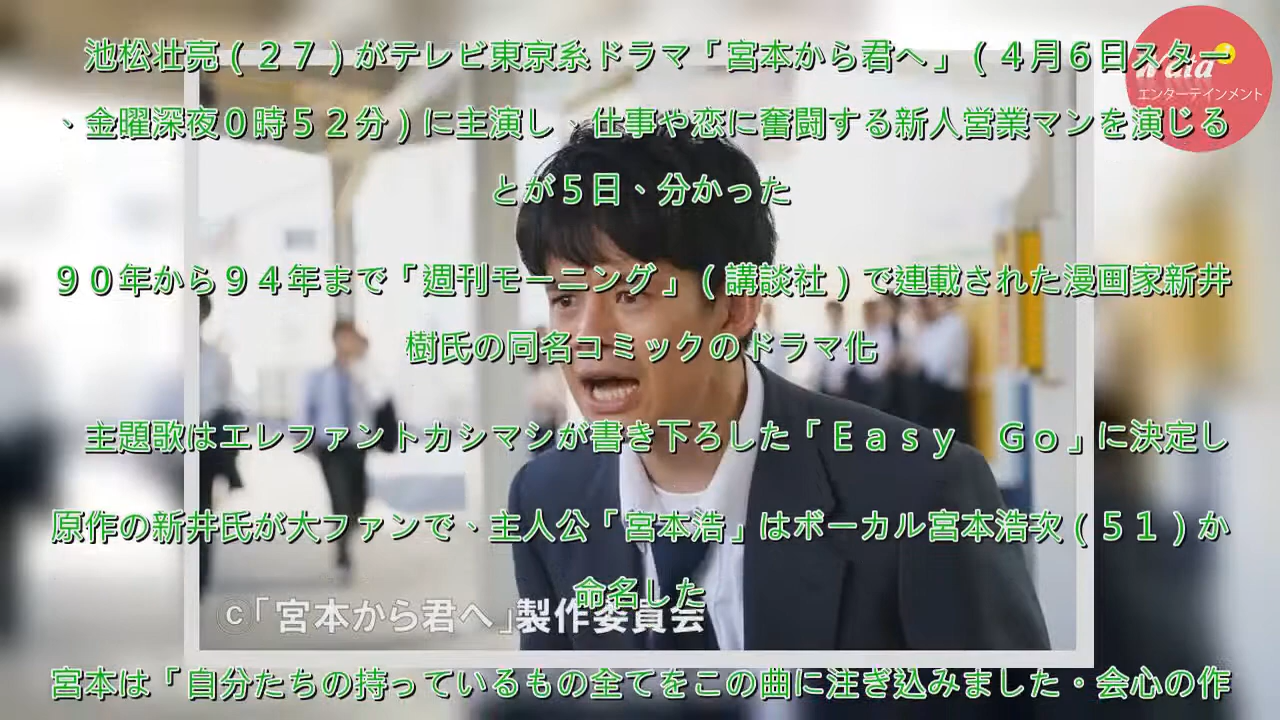 池松壮亮(27)がテレビ東京系ドラマ「宮本から君へ」(4月6日スター
、金曜深夜0時52分)に主演し、仕事や恋に奮闘する新人営業マンを演じる
とが5日、分かった
90年から94年まで「週刊モーニング」(講談社)で連載された漫画家新井
樹氏の同名コミックのドラマ化
主題歌はエレファントカシマシが書き下ろした「Easy Go」に決定し
原作の新井氏が大ファンで、主人公「宮本浩」はボーカル宮本浩次(51)か
命名した
©「宮本から君へ」製作委員会
宮本は「自分たちの持っているもの全てをこの曲に注ぎ込みました・会心の作
エンターテインメント